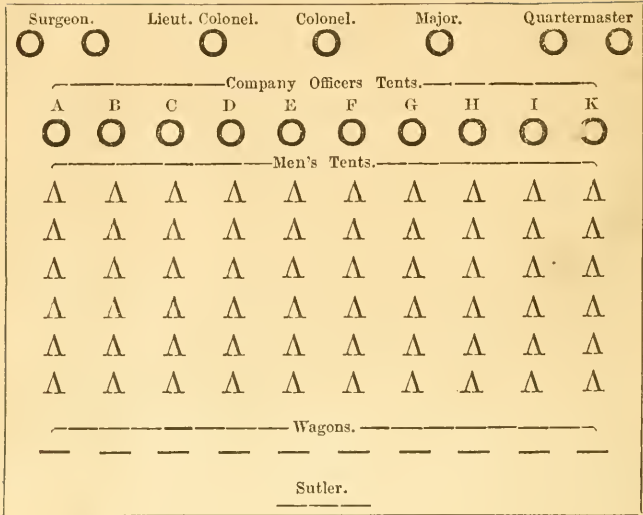 Surgeon. Lieut. Colonel. Colonel. Major. Quartermaster
Company Officers Tents.
A B C D E F G H I K
Men's Tents.
Λ Λ Λ Λ Λ Λ Λ Λ Λ Λ
Λ Λ Λ Λ Λ Λ Λ Λ Λ Λ
Λ Λ Λ Λ Λ Λ Λ Λ Λ Λ
Λ Λ Λ Λ Λ Λ Λ Λ Λ Λ
Λ Λ Λ Λ Λ Λ Λ Λ Λ Λ
Λ Λ Λ Λ Λ Λ Λ Λ Λ Λ
Wagons.
Sutler.